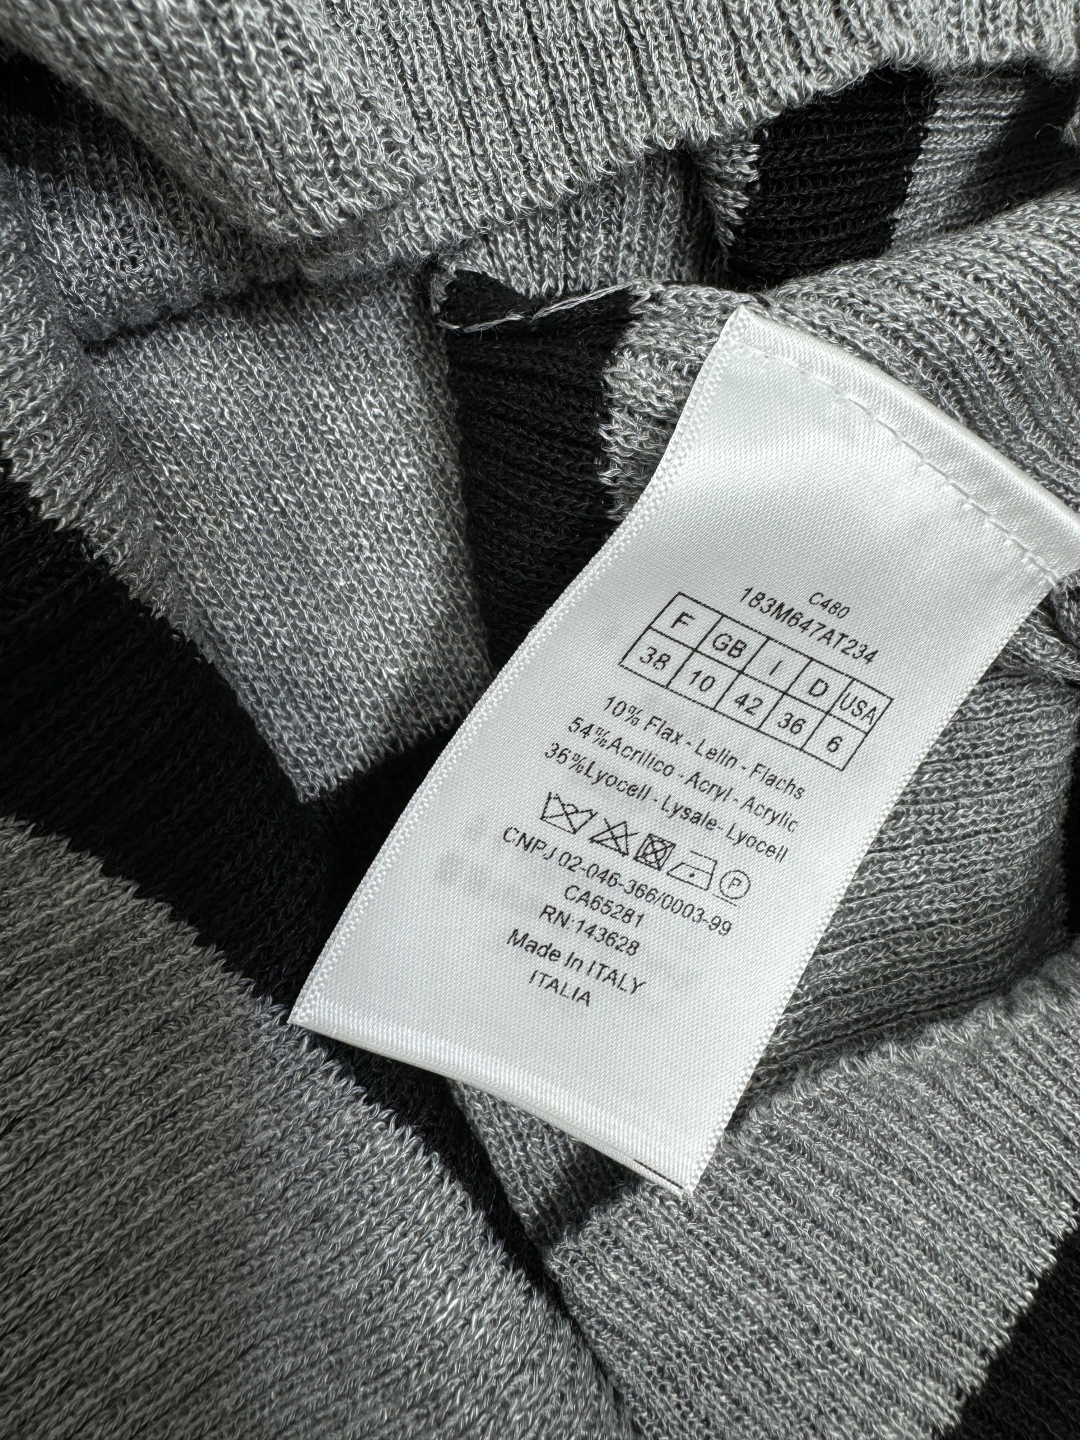 C480
183M647AT234
F GB I D USA
38 10 42 36 6
10% Flax - Lelin - Flachs
54%Acrilico - Acryl - Acrylic
36%Lyocell - Lysale- Lyocell
P
CNPJ 02-046-366/0003-99
CA65281
RN:143628
Made In ITALY
ITALIA